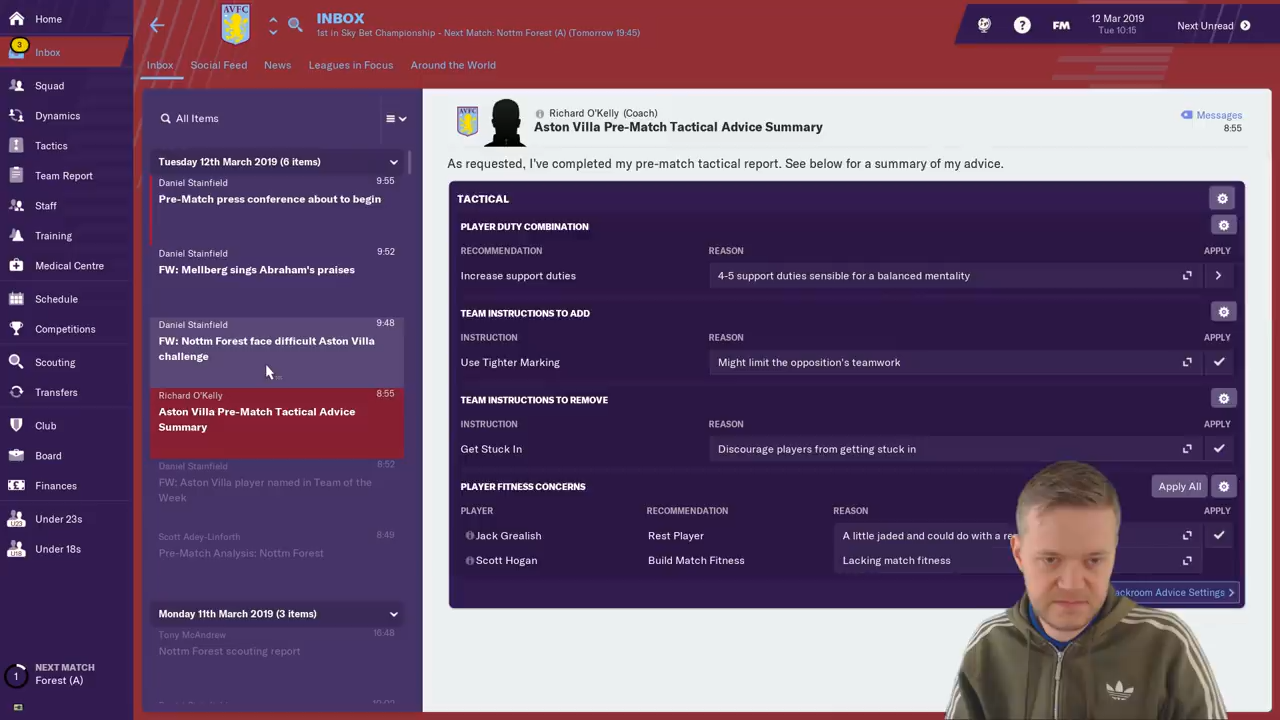 Home
3
Inbox
Squad
Dynamics
Tactics
Team Report
Staff
Training
Medical Centre
Schedule
Competitions
Scouting
Transfers
Club
Board
Finances
U23
Under 23s
U18
Under 18s
1
NEXT MATCH
Forest (A)
AVFC
INBOX
1st in Sky Bet Championship - Next Match: Nottm Forest (A) (Tomorrow 19:45)
?
FM
12 Mar 2019
Tue 10:15
Next Unread
Inbox
Social Feed
News
Leagues in Focus
Around the World
All Items
Tuesday 12th March 2019 (6 items)
Daniel Stainfield 9:55
Pre-Match press conference about to begin
Daniel Stainfield 9:52
FW: Mellberg sings Abraham's praises
Daniel Stainfield 9:48
FW: Nottm Forest face difficult Aston Villa
challenge
Richard O'Kelly 8:55
Aston Villa Pre-Match Tactical Advice
Summary
Daniel Stainfield 8:52
FW: Aston Villa player named in Team of the
Week
Scott Adey-Linforth 8:49
Pre-Match Analysis: Nottm Forest
Monday 11th March 2019 (3 items)
Tony McAndrew 16:48
Nottm Forest scouting report
AVFC
Richard O'Kelly (Coach)
Aston Villa Pre-Match Tactical Advice Summary
Messages
8:55
As requested, I've completed my pre-match tactical report. See below for a summary of my advice.
TACTICAL
PLAYER DUTY COMBINATION
RECOMMENDATION REASON APPLY
Increase support duties 4-5 support duties sensible for a balanced mentality
TEAM INSTRUCTIONS TO ADD
INSTRUCTION REASON APPLY
Use Tighter Marking Might limit the opposition's teamwork
TEAM INSTRUCTIONS TO REMOVE
INSTRUCTION REASON APPLY
Get Stuck In Discourage players from getting stuck in
PLAYER FITNESS CONCERNS Apply All
PLAYER RECOMMENDATION REASON APPLY
Jack Grealish Rest Player A little jaded and could do with a
Scott Hogan Build Match Fitness Lacking match fitness
Advice Settings